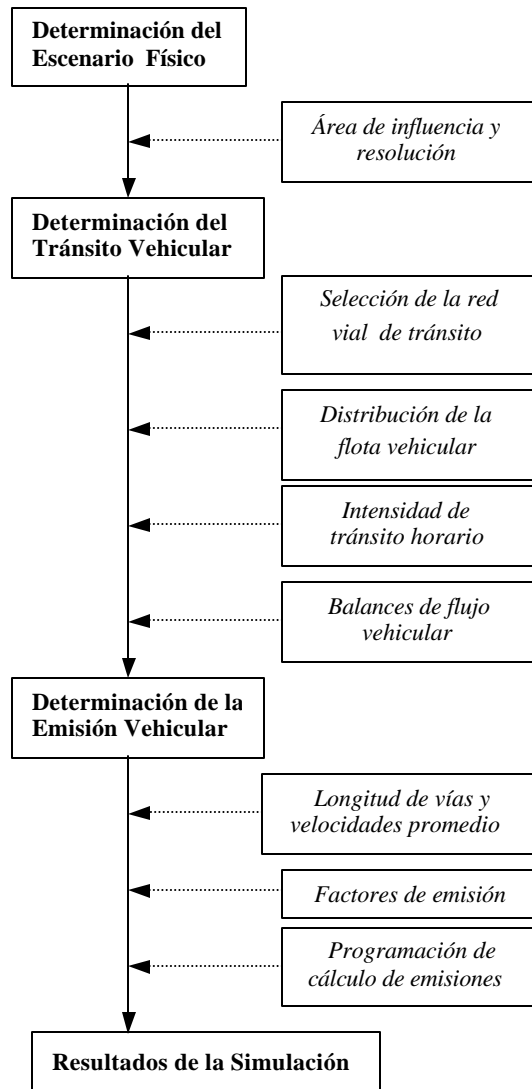 Determinación del
Escenario Físico
Área de influencia y
resolución
Determinación del
Tránsito Vehicular
Selección de la red
vial de tránsito
Distribución de la
flota vehicular
Intensidad de
tránsito horario
Balances de flujo
vehicular
Determinación de la
Emisión Vehicular
Longitud de vías y
velocidades promedio
Factores de emisión
Programación de
cálculo de emisiones
Resultados de la Simulación